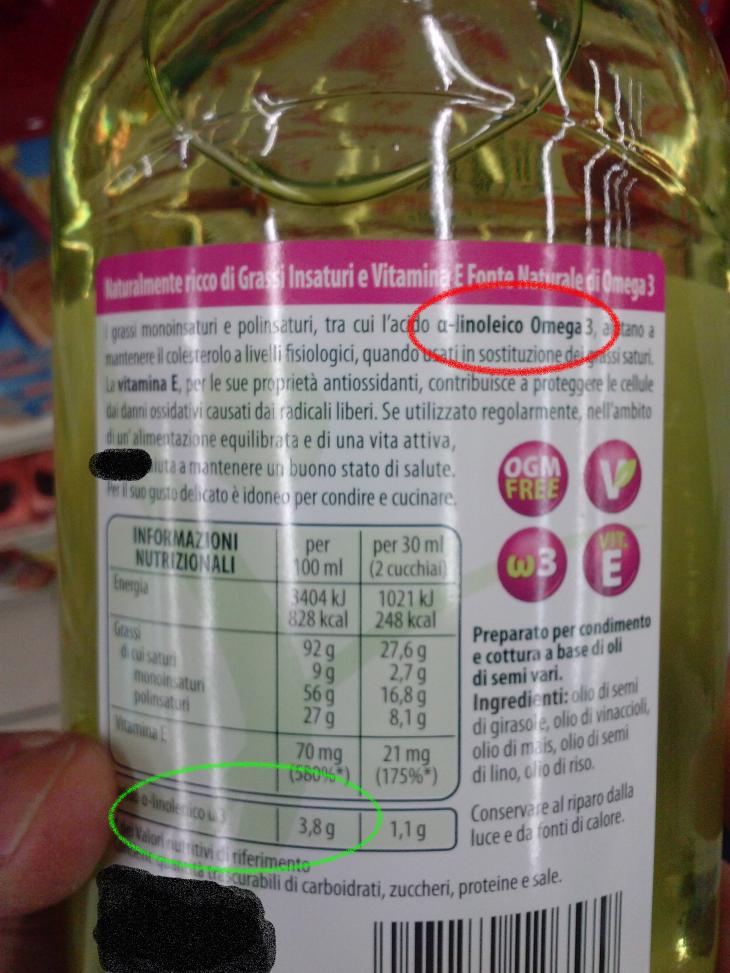 Naturalmente ricco di Grassi Insaturi e Vitamina E Fonte Naturale di Omega 3
I grassi monoinsaturi e polinsaturi, tra cui l'acido α-linoleico Omega 3, aiutano a
mantenere il colesterolo a livelli fisiologici, quando usati in sostituzione dei grassi saturi.
La vitamina E, per le sue proprietà antiossidanti, contribuisce a proteggere le cellule
dai danni ossidativi causati dai radicali liberi. Se utilizzato regolarmente, nell'ambito
di un'alimentazione equilibrata e di una vita attiva,
iuta a mantenere un buono stato di salute.
Per il suo gusto delicato è idoneo per condire e cucinare.
OGM
FREE
V
ω3
VIT.
E
INFORMAZIONI
NUTRIZIONALI
per
100 ml
per 30 ml
(2 cucchiai)
Energia
3404 kJ
1021 kJ
828 kcal
248 kcal
Grassi
92 g
27,6 g
di cui saturi
9 g
2,7 g
monoinsaturi
56 g
16,8 g
polinsaturi
27 g
8,1 g
Vitamina E
70 mg
21 mg
(580%*)
(175%*)
α-linolenico ω3
3,8 g
1,1 g
Valori nutritivi di riferimento
quantità trascurabili di carboidrati, zuccheri, proteine e sale.
Preparato per condimento
e cottura a base di oli
di semi vari.
Ingredienti: olio di semi
di girasole, olio di vinaccioli,
olio di mais, olio di semi
di lino, olio di riso.
Conservare al riparo dalla
luce e da fonti di calore.